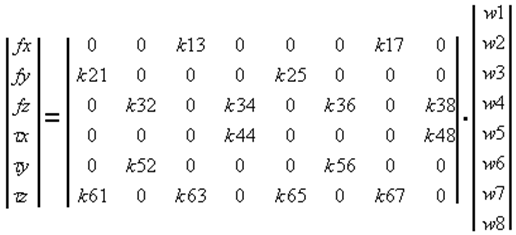 w1
fx 0 0 k13 0 0 0 k17 0 w2
fy k21 0 0 0 k25 0 0 0 w3
fz = 0 k32 0 k34 0 k36 0 k38 . w4
τx 0 0 0 k44 0 0 0 k48 w5
τy 0 k52 0 0 0 k56 0 0 w6
τz k61 0 k63 0 k65 0 k67 0 w7
w8